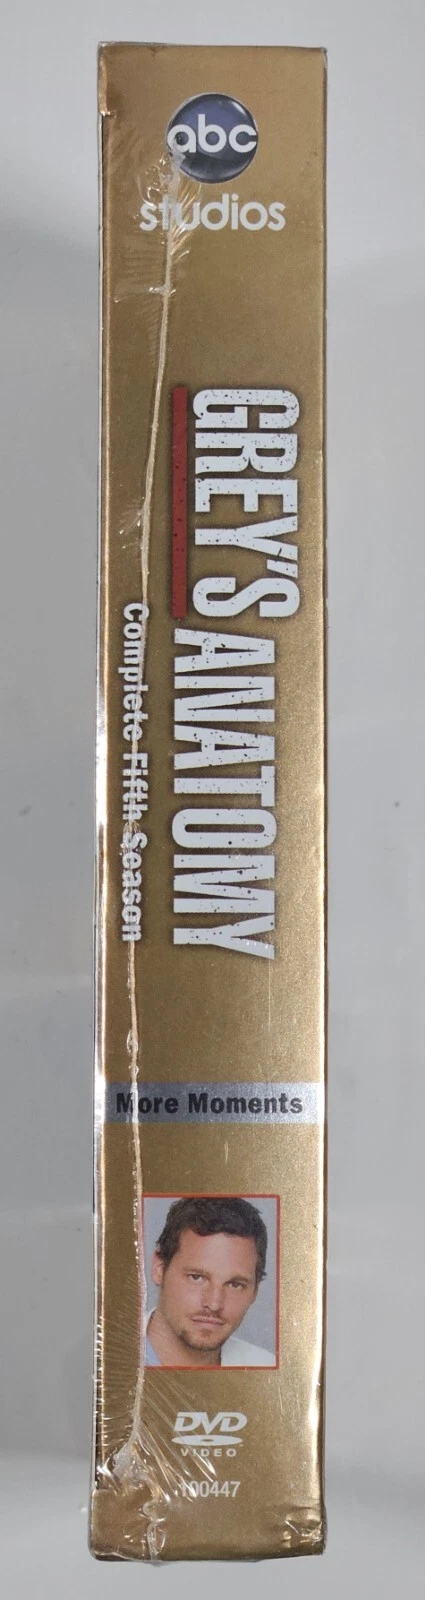 abc
studios
GREY'S ANATOMY
Complete Fifth Season
More Moments
DVD
VIDEO
100447